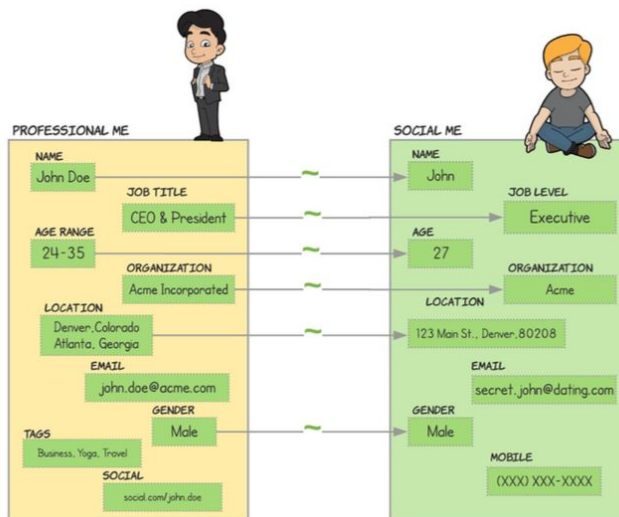 PROFESSIONAL ME
NAME
John Doe
JOB TITLE
CEO & President
AGE RANGE
24-35
ORGANIZATION
Acme Incorporated
LOCATION
Denver,Colorado
Atlanta, Georgia
EMAIL
john.doe@acme.com
GENDER
Male
TAGS
Business, Yoga, Travel
SOCIAL
social.com/john.doe
~
~
~
~
~
~
SOCIAL ME
NAME
John
JOB LEVEL
Executive
AGE
27
ORGANIZATION
Acme
LOCATION
123 Main St., Denver,80208
EMAIL
secret.john@dating.com
GENDER
Male
MOBILE
(XXX) XXX-XXXX